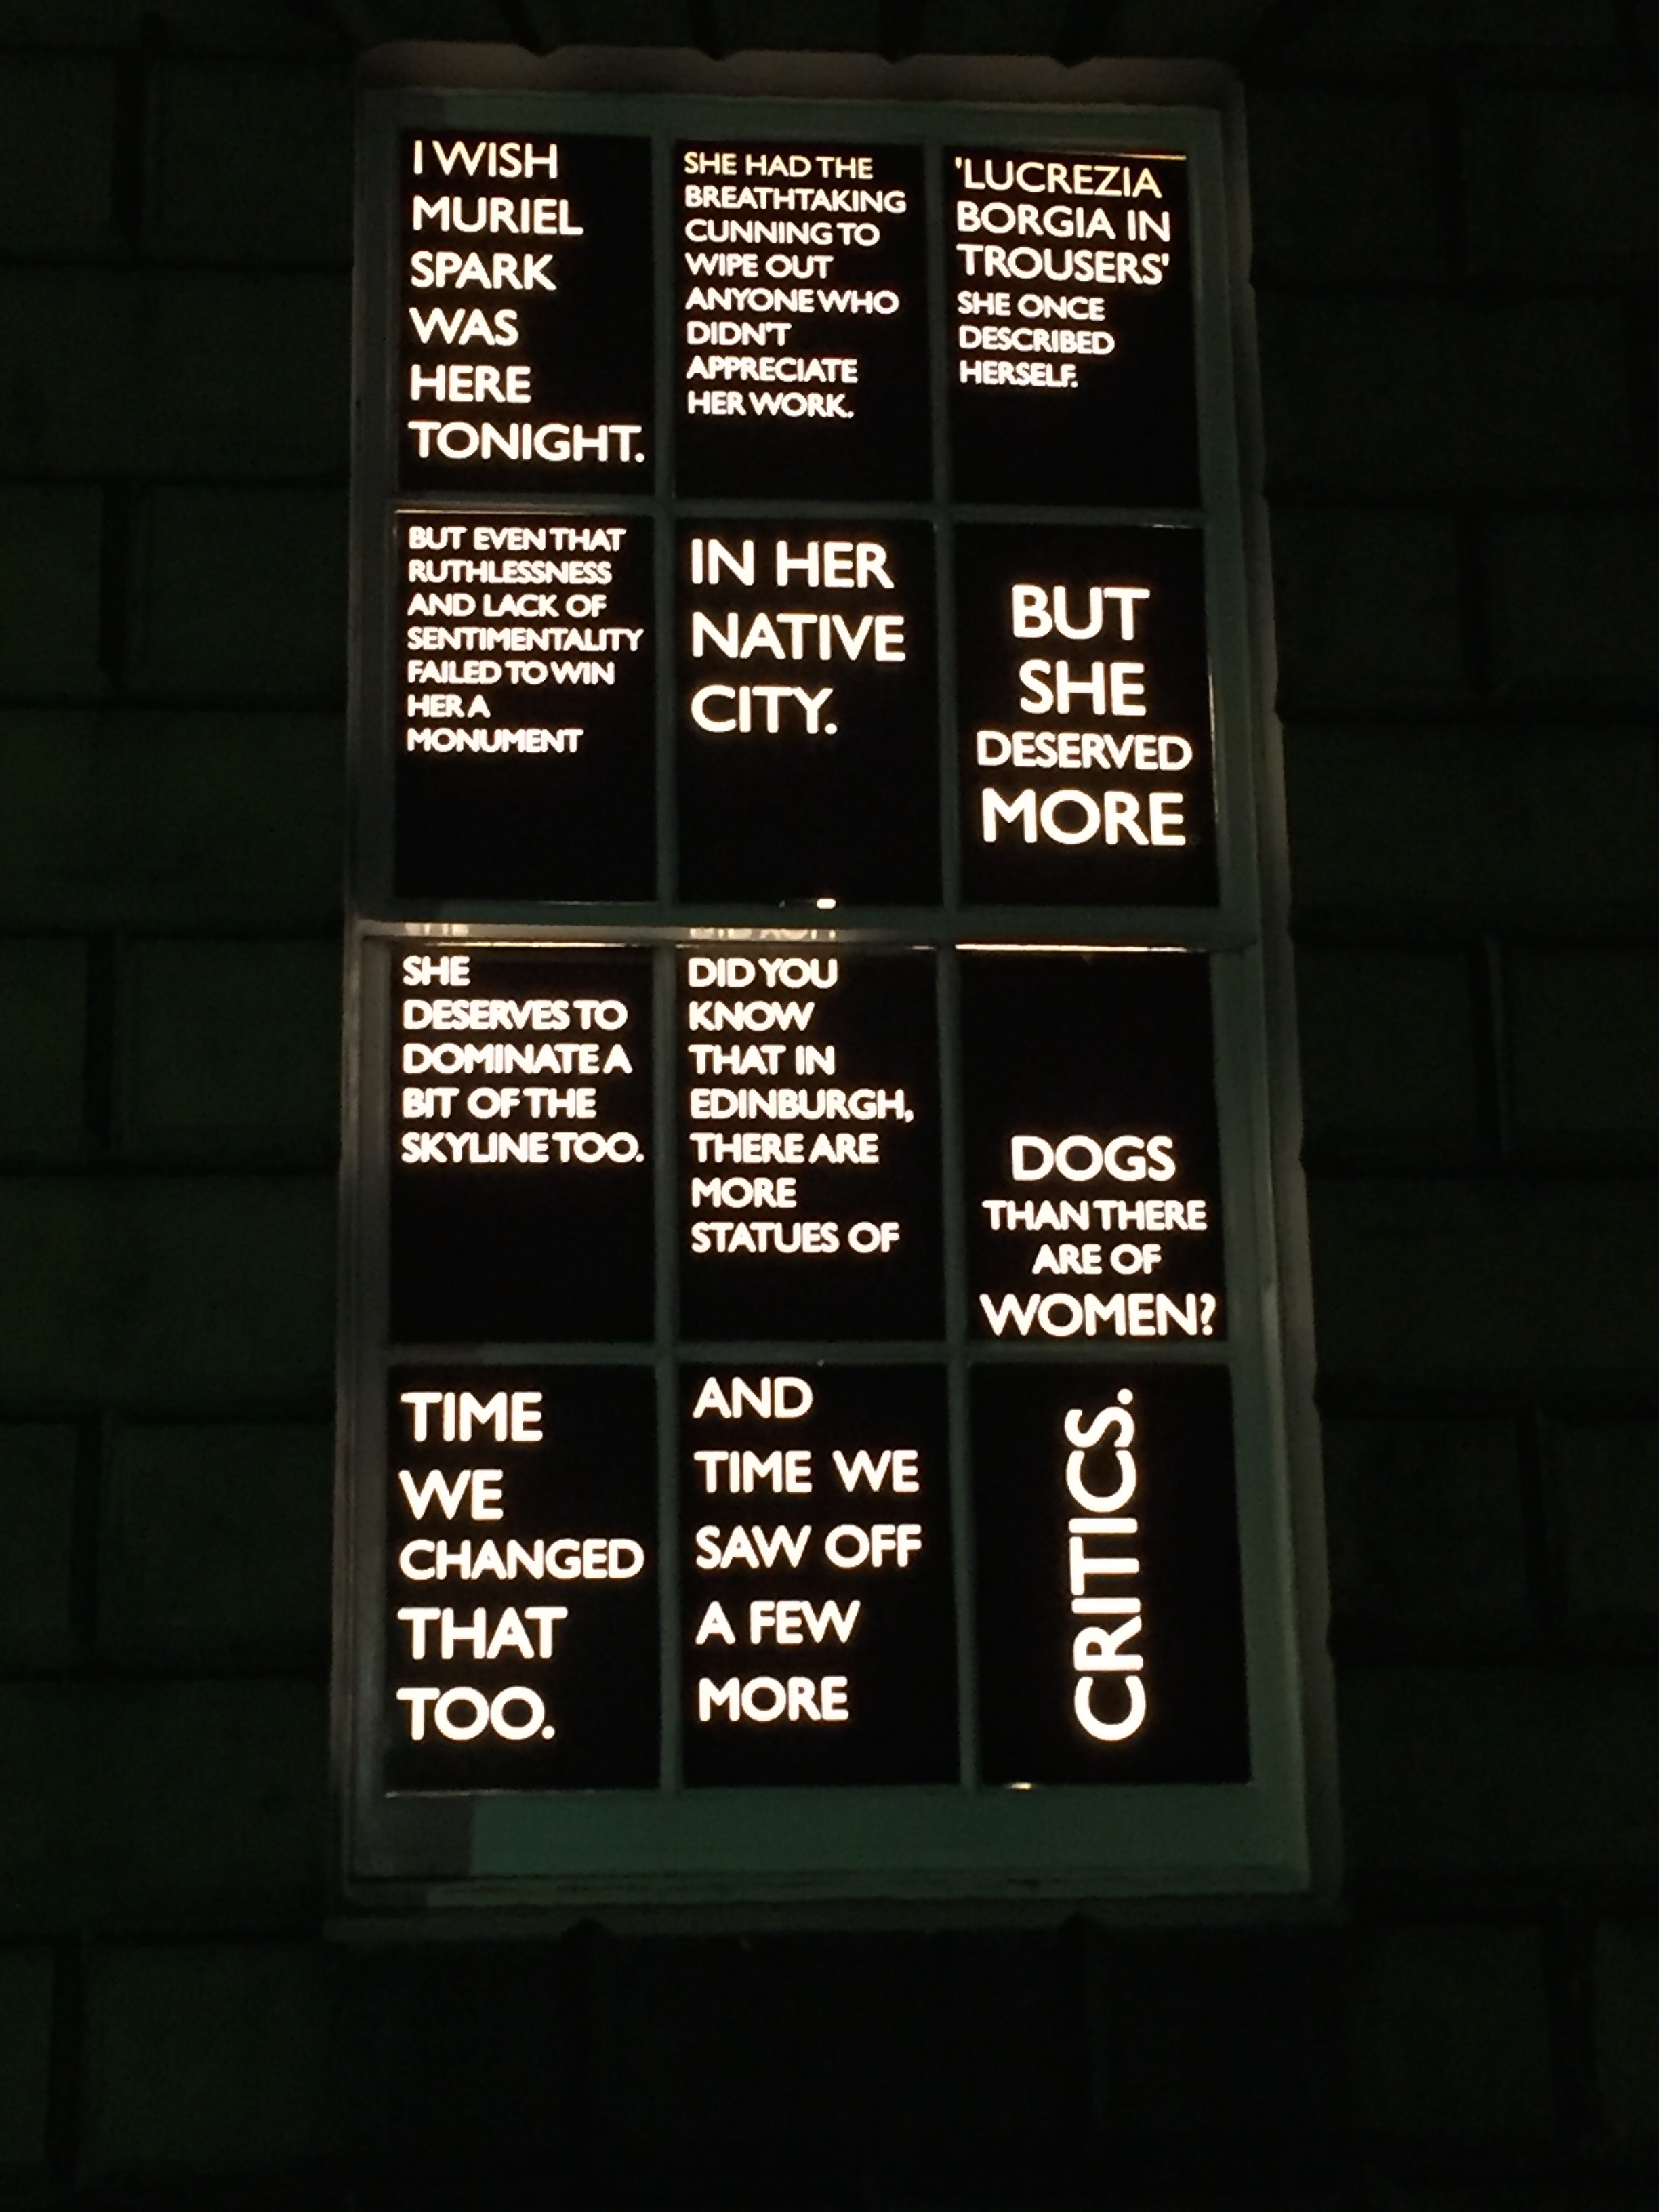 I WISH
MURIEL
SPARK
WAS
HERE
TONIGHT.
SHE HAD THE
BREATHTAKING
CUNNING TO
WIPE OUT
ANYONE WHO
DIDN'T
APPRECIATE
HER WORK.
'LUCREZIA
BORGIA IN
TROUSERS'
SHE ONCE
DESCRIBED
HERSELF.
BUT EVEN THAT
RUTHLESSNESS
AND LACK OF
SENTIMENTALITY
FAILED TO WIN
HER A
MONUMENT
IN HER
NATIVE
CITY.
BUT
SHE
DESERVED
MORE
SHE
DESERVES TO
DOMINATE A
BIT OF THE
SKYLINE TOO.
DID YOU
KNOW
THAT IN
EDINBURGH,
THERE ARE
MORE
STATUES OF
DOGS
THAN THERE
ARE OF
WOMEN?
TIME
WE
CHANGED
THAT
TOO.
AND
TIME WE
SAW OFF
A FEW
MORE
CRITICS.